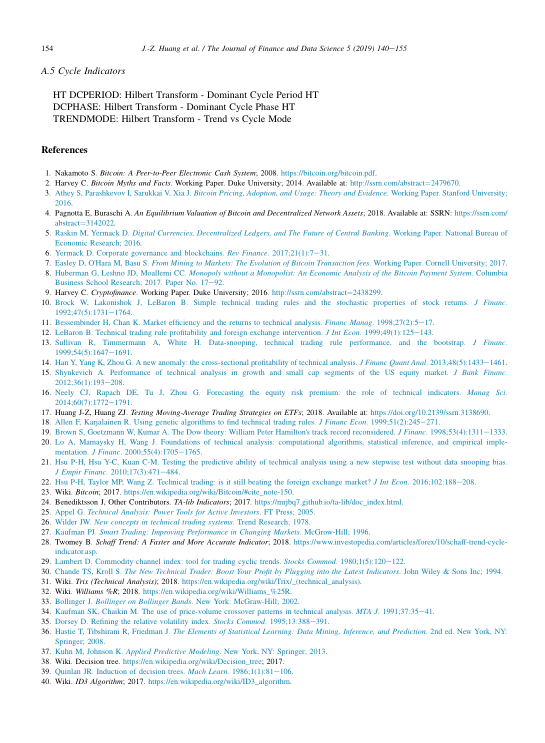 154
J.-Z. Huang et al. / The Journal of Finance and Data Science 5 (2019) 140–155
A.5 Cycle Indicators
HT DCPERIOD: Hilbert Transform - Dominant Cycle Period HT
DCPHASE: Hilbert Transform - Dominant Cycle Phase HT
TRENDMODE: Hilbert Transform - Trend vs Cycle Mode
References
1. Nakamoto S. Bitcoin: A Peer-to-Peer Electronic Cash System; 2008. https://bitcoin.org/bitcoin.pdf.
2. Harvey C. Bitcoin Myths and Facts. Working Paper. Duke University; 2014. Available at: http://ssrn.com/abstract=2479670.
3. Athey S, Parashkevov I, Sarukkai V, Xia J. Bitcoin Pricing, Adoption, and Usage: Theory and Evidence. Working Paper. Stanford University;
2016.
4. Pagnotta E, Buraschi A. An Equilibrium Valuation of Bitcoin and Decentralized Network Assets; 2018. Available at: SSRN: https://ssrn.com/
abstract=3142022.
5. Raskin M, Yermack D. Digital Currencies, Decentralized Ledgers, and The Future of Central Banking. Working Paper. National Bureau of
Economic Research; 2016.
6. Yermack D. Corporate governance and blockchains. Rev Finance. 2017;21(1):7–31.
7. Easley D, O'Hara M, Basu S. From Mining to Markets: The Evolution of Bitcoin Transaction fees. Working Paper. Cornell University; 2017.
8. Huberman G, Leshno JD, Moallemi CC. Monopoly without a Monopolist: An Economic Analysis of the Bitcoin Payment System. Columbia
Business School Research; 2017. Paper No. 17–92.
9. Harvey C. Cryptofinance. Working Paper. Duke University; 2016. http://ssrn.com/abstract=2438299.
10. Brock W, Lakonishok J, LeBaron B. Simple technical trading rules and the stochastic properties of stock returns. J Financ.
1992;47(5):1731–1764.
11. Bessembinder H, Chan K. Market efficiency and the returns to technical analysis. Financ Manag. 1998;27(2):5–17.
12. LeBaron B. Technical trading rule profitability and foreign exchange intervention. J Int Econ. 1999;49(1):125–143.
13. Sullivan R, Timmermann A, White H. Data-snooping, technical trading rule performance, and the bootstrap. J Financ.
1999;54(5):1647–1691.
14. Han Y, Yang K, Zhou G. A new anomaly: the cross-sectional profitability of technical analysis. J Financ Quant Anal. 2013;48(5):1433–1461.
15. Shynkevich A. Performance of technical analysis in growth and small cap segments of the US equity market. J Bank Financ.
2012;36(1):193–208.
16. Neely CJ, Rapach DE, Tu J, Zhou G. Forecasting the equity risk premium: the role of technical indicators. Manag Sci.
2014;60(7):1772–1791.
17. Huang J-Z, Huang ZJ. Testing Moving-Average Trading Strategies on ETFs; 2018. Available at: https://doi.org/10.2139/ssrn.3138690.
18. Allen F, Karjalainen R. Using genetic algorithms to find technical trading rules. J Financ Econ. 1999;51(2):245–271.
19. Brown S, Goetzmann W, Kumar A. The Dow theory: William Peter Hamilton's track record reconsidered. J Financ. 1998;53(4):1311–1333.
20. Lo A, Mamaysky H, Wang J. Foundations of technical analysis: computational algorithms, statistical inference, and empirical imple-
mentation. J Financ. 2000;55(4):1705–1765.
21. Hsu P-H, Hsu Y-C, Kuan C-M. Testing the predictive ability of technical analysis using a new stepwise test without data snooping bias.
J Empir Financ. 2010;17(3):471–484.
22. Hsu P-H, Taylor MP, Wang Z. Technical trading: is it still beating the foreign exchange market? J Int Econ. 2016;102:188–208.
23. Wiki. Bitcoin; 2017. https://en.wikipedia.org/wiki/Bitcoin/#cite_note-150.
24. Benediktsson J, Other Contributors. TA-lib Indicators; 2017. https://mrjbq7.github.io/ta-lib/doc_index.html.
25. Appel G. Technical Analysis: Power Tools for Active Investors. FT Press; 2005.
26. Wilder JW. New concepts in technical trading systems. Trend Research; 1978.
27. Kaufman PJ. Smart Trading: Improving Performance in Changing Markets. McGraw-Hill; 1996.
28. Twomey B. Schaff Trend: A Faster and More Accurate Indicator; 2018. https://www.investopedia.com/articles/forex/10/schaff-trend-cycle-
indicator.asp.
29. Lambert D. Commodity channel index: tool for trading cyclic trends. Stocks Commod. 1980;1(5):120–122.
30. Chande TS, Kroll S. The New Technical Trader: Boost Your Profit by Plugging into the Latest Indicators. John Wiley & Sons Inc; 1994.
31. Wiki. Trix (Technical Analysis); 2018. https://en.wikipedia.org/wiki/Trix/_(technical_analysis).
32. Wiki. Williams %R; 2018. https://en.wikipedia.org/wiki/Williams_%25R.
33. Bollinger J. Bollinger on Bollinger Bands. New York: McGraw-Hill; 2002.
34. Kaufman SK, Chaikin M. The use of price-volume crossover patterns in technical analysis. MTA J. 1991;37:35–41.
35. Dorsey D. Refining the relative volatility index. Stocks Commod. 1995;13:388–391.
36. Hastie T, Tibshirani R, Friedman J. The Elements of Statistical Learning: Data Mining, Inference, and Prediction. 2nd ed. New York, NY:
Springer; 2008.
37. Kuhn M, Johnson K. Applied Predictive Modeling. New York, NY: Springer; 2013.
38. Wiki. Decision tree. https://en.wikipedia.org/wiki/Decision_tree; 2017.
39. Quinlan JR. Induction of decision trees. Mach Learn. 1986;1(1):81–106.
40. Wiki. ID3 Algorithm; 2017. https://en.wikipedia.org/wiki/ID3_algorithm.